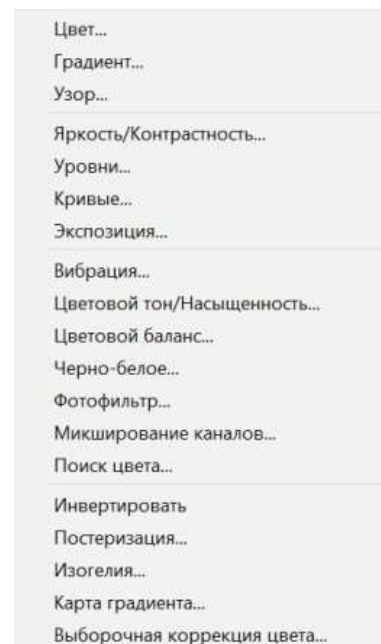 Цвет...
Градиент...
Узор...
Яркость/Контрастность...
Уровни...
Кривые...
Экспозиция...
Вибрация...
Цветовой тон/Насыщенность...
Цветовой баланс...
Черно-белое...
Фотофильтр...
Микширование каналов...
Поиск цвета...
Инвертировать
Постеризация...
Изогелия...
Карта градиента...
Выборочная коррекция цвета...